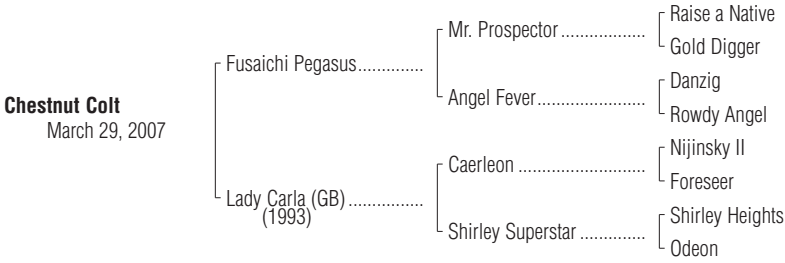 Raise a Native
Mr. Prospector...................
Gold Digger
Fusaichi Pegasus..............
Danzig
Angel Fever........................
Rowdy Angel
Chestnut Colt
March 29, 2007
Nijinsky II
Caerleon ......................
Foreseer
Lady Carla (GB) ................
(1993)
Shirley Heights
Shirley Superstar ..............
Odeon